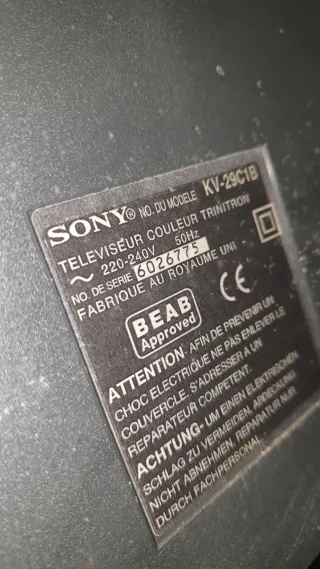 SONY® NO. DU MODELE KV-29C1B
TELEVISEUR COULEUR TRINITRON
~ 220-240V 50Hz
NO. DE SERIE 6026775
FABRIQUE AU ROYAUME UNI
BEAB
Approved
CE
ATTENTION- AFIN DE PREVENIR UN
CHOC ELECTRIQUE NE PAS ENLEVER LE
COUVERCLE. S'ADRESSER A UN
REPARATEUR COMPETENT.
ACHTUNG- UM EINEN ELEKTRISCHEN
SCHLAG ZU VERMEIDEN, ABDECKUNG
NICHT ABNEHMEN, REPARATUR NUR
DURCH FACHPERSONAL.